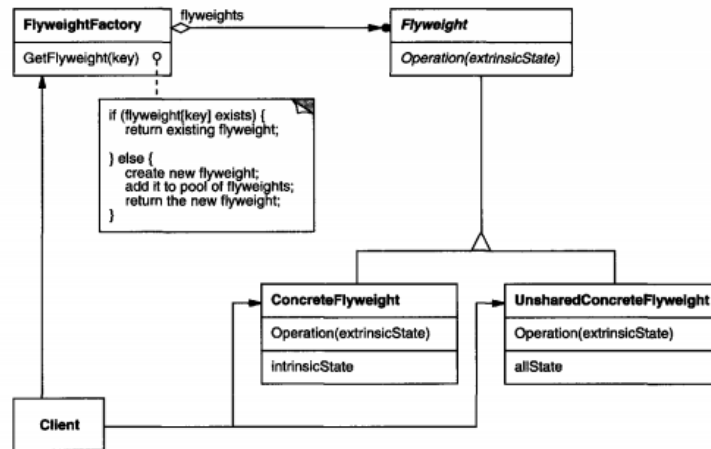 FlyweightFactory
flyweights
Flyweight
GetFlyweight(key)
Operation(extrinsicState)
if (flyweight[key] exists) {
return existing flyweight;
} else {
create new flyweight;
add it to pool of flyweights;
return the new flyweight;
}
ConcreteFlyweight
Operation(extrinsicState)
intrinsicState
UnsharedConcreteFlyweight
Operation(extrinsicState)
allState
Client